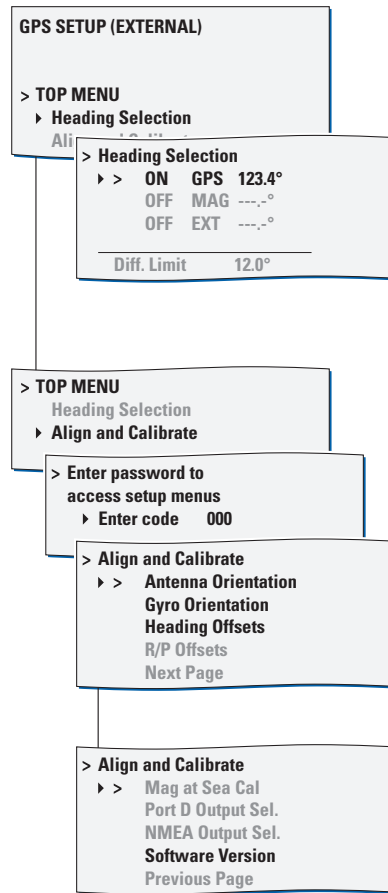 GPS SETUP (EXTERNAL)
> TOP MENU
Heading Selection
> Heading Selection
> ON GPS 123.4°
OFF MAG ---.-°
OFF EXT ---.-°
Diff. Limit 12.0°
> TOP MENU
Heading Selection
Align and Calibrate
> Enter password to
access setup menus
Enter code 000
> Align and Calibrate
> Antenna Orientation
Gyro Orientation
Heading Offsets
R/P Offsets
Next Page
> Align and Calibrate
> Mag at Sea Cal
Port D Output Sel.
NMEA Output Sel.
Software Version
Previous Page